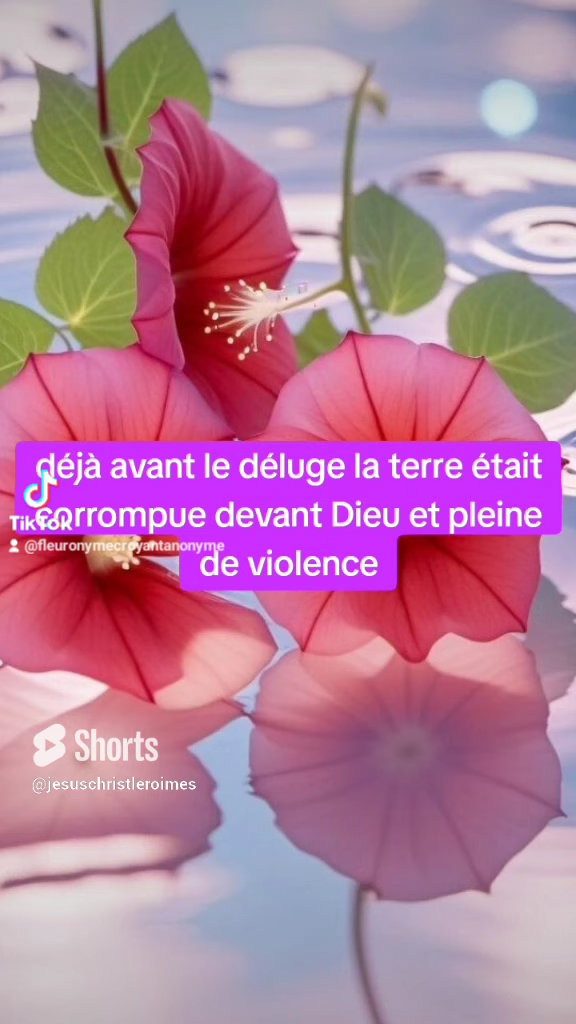 déjà avant le déluge la terre était
corrompue devant Dieu et pleine
de violence
TikTok
@fleuronymecroyantanonyme
Shorts
@jesuschristleroimes